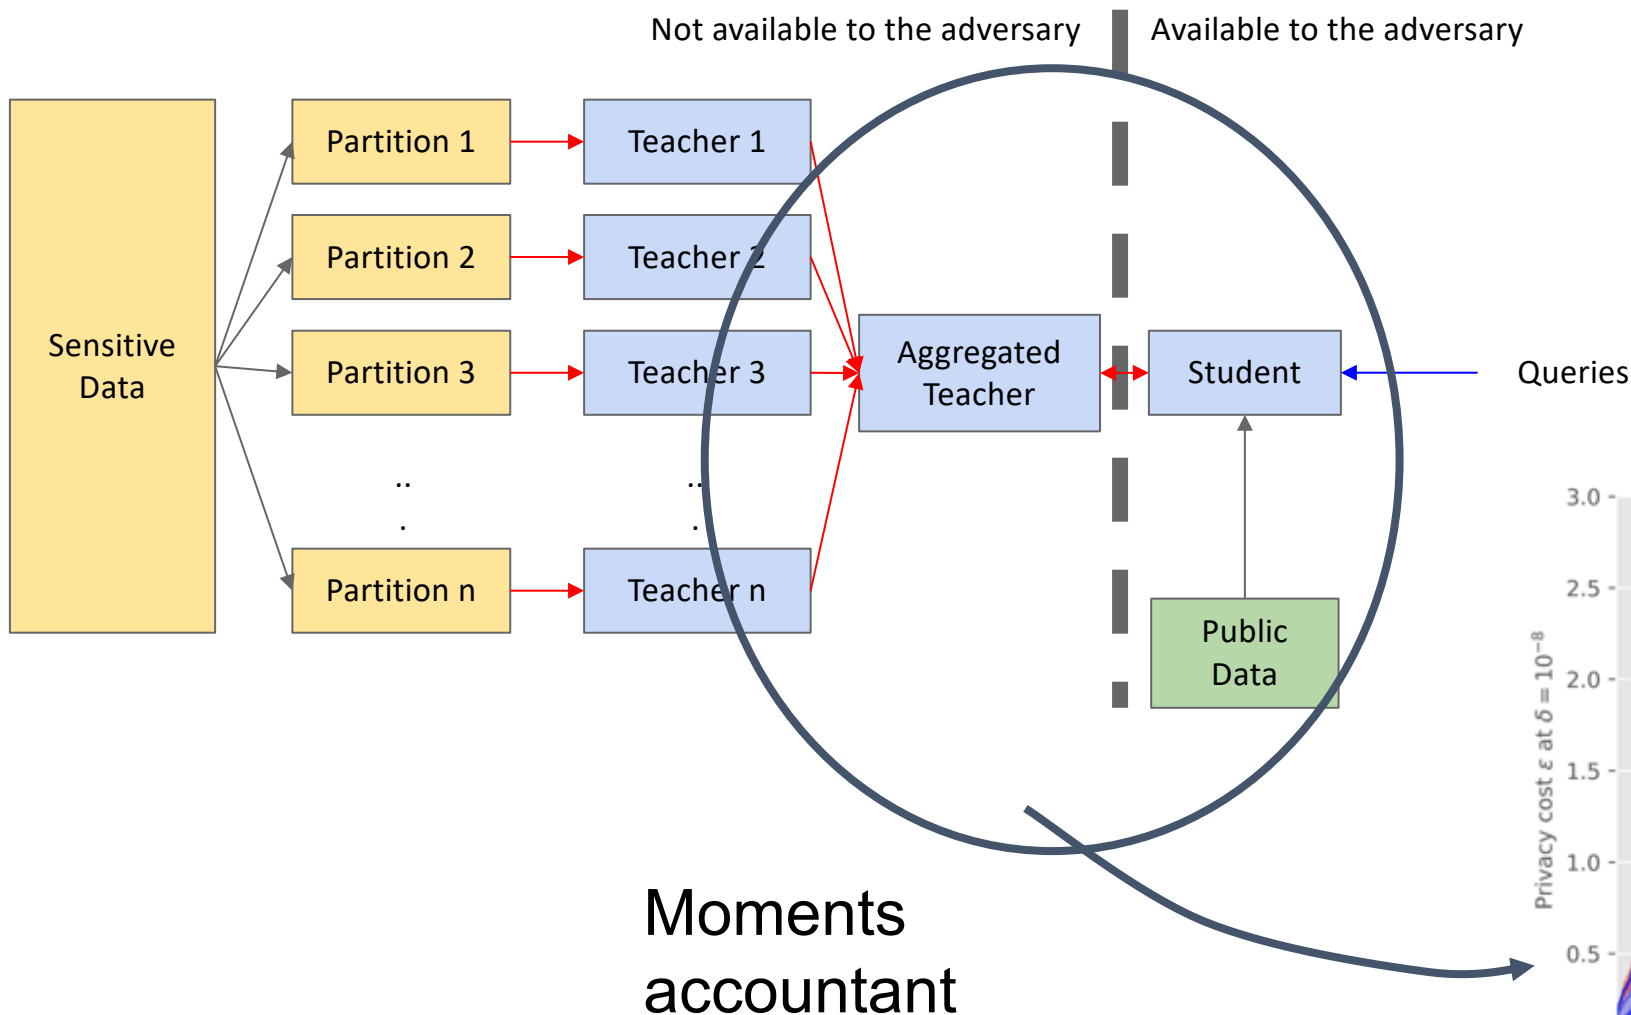 Not available to the adversary
Available to the adversary
Sensitive
Data
Partition 1
Teacher 1
Partition 2
Teacher 2
Partition 3
Teacher 3
..
.
..
.
Partition n
Teacher n
Aggregated
Teacher
Student
Queries
Public
Data
Moments
accountant
Privacy cost ε at δ = 10⁻⁸
3.0
2.5
2.0
1.5
1.0
0.5